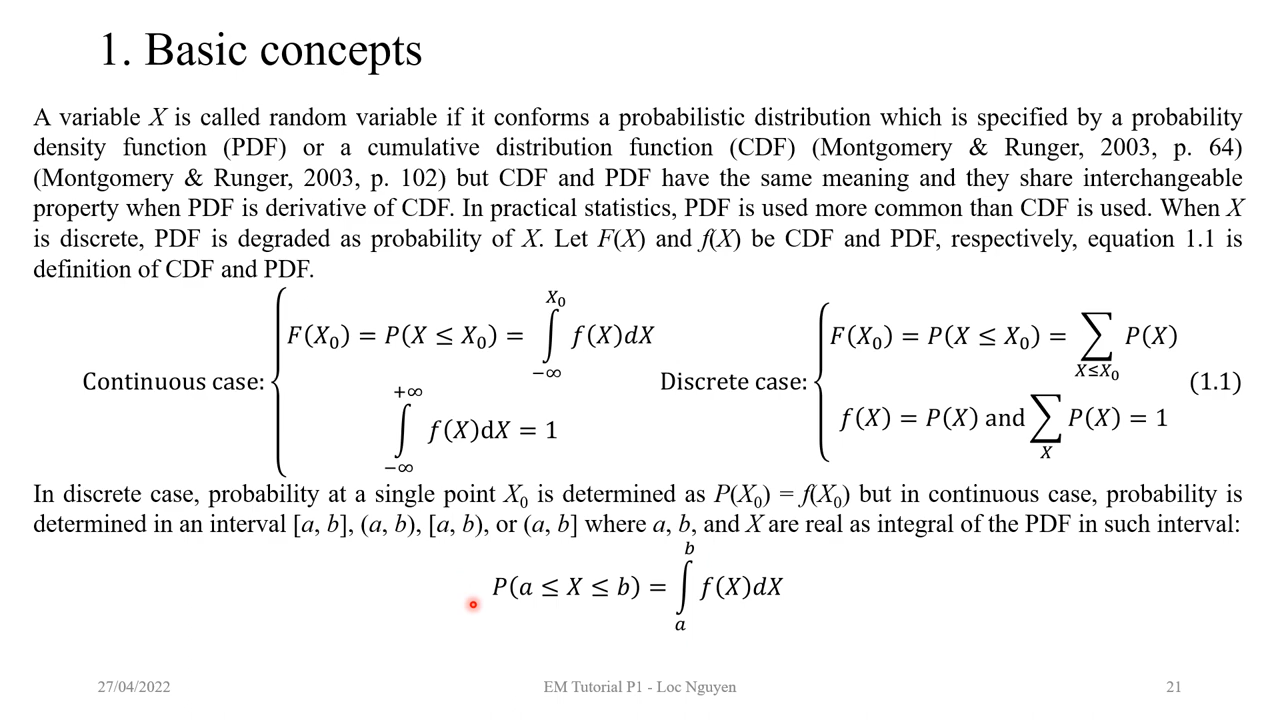 1. Basic concepts
A variable X is called random variable if it conforms a probabilistic distribution which is specified by a probability
density function (PDF) or a cumulative distribution function (CDF) (Montgomery & Runger, 2003, p. 64)
(Montgomery & Runger, 2003, p. 102) but CDF and PDF have the same meaning and they share interchangeable
property when PDF is derivative of CDF. In practical statistics, PDF is used more common than CDF is used. When X
is discrete, PDF is degraded as probability of X. Let F(X) and f(X) be CDF and PDF, respectively, equation 1.1 is
definition of CDF and PDF.
Continuous case: { F(X₀) = P(X ≤ X₀) = ∫_{−∞}^{X₀} f(X)dX
∫_{−∞}^{+∞} f(X)dX = 1
Discrete case: { F(X₀) = P(X ≤ X₀) = ∑_{X≤X₀} P(X)
f(X) = P(X) and ∑_{X} P(X) = 1
(1.1)
In discrete case, probability at a single point X₀ is determined as P(X₀) = f(X₀) but in continuous case, probability is
determined in an interval [a, b], (a, b), [a, b), or (a, b] where a, b, and X are real as integral of the PDF in such interval:
P(a ≤ X ≤ b) = ∫_{a}^{b} f(X)dX
27/04/2022
EM Tutorial P1 - Loc Nguyen
21